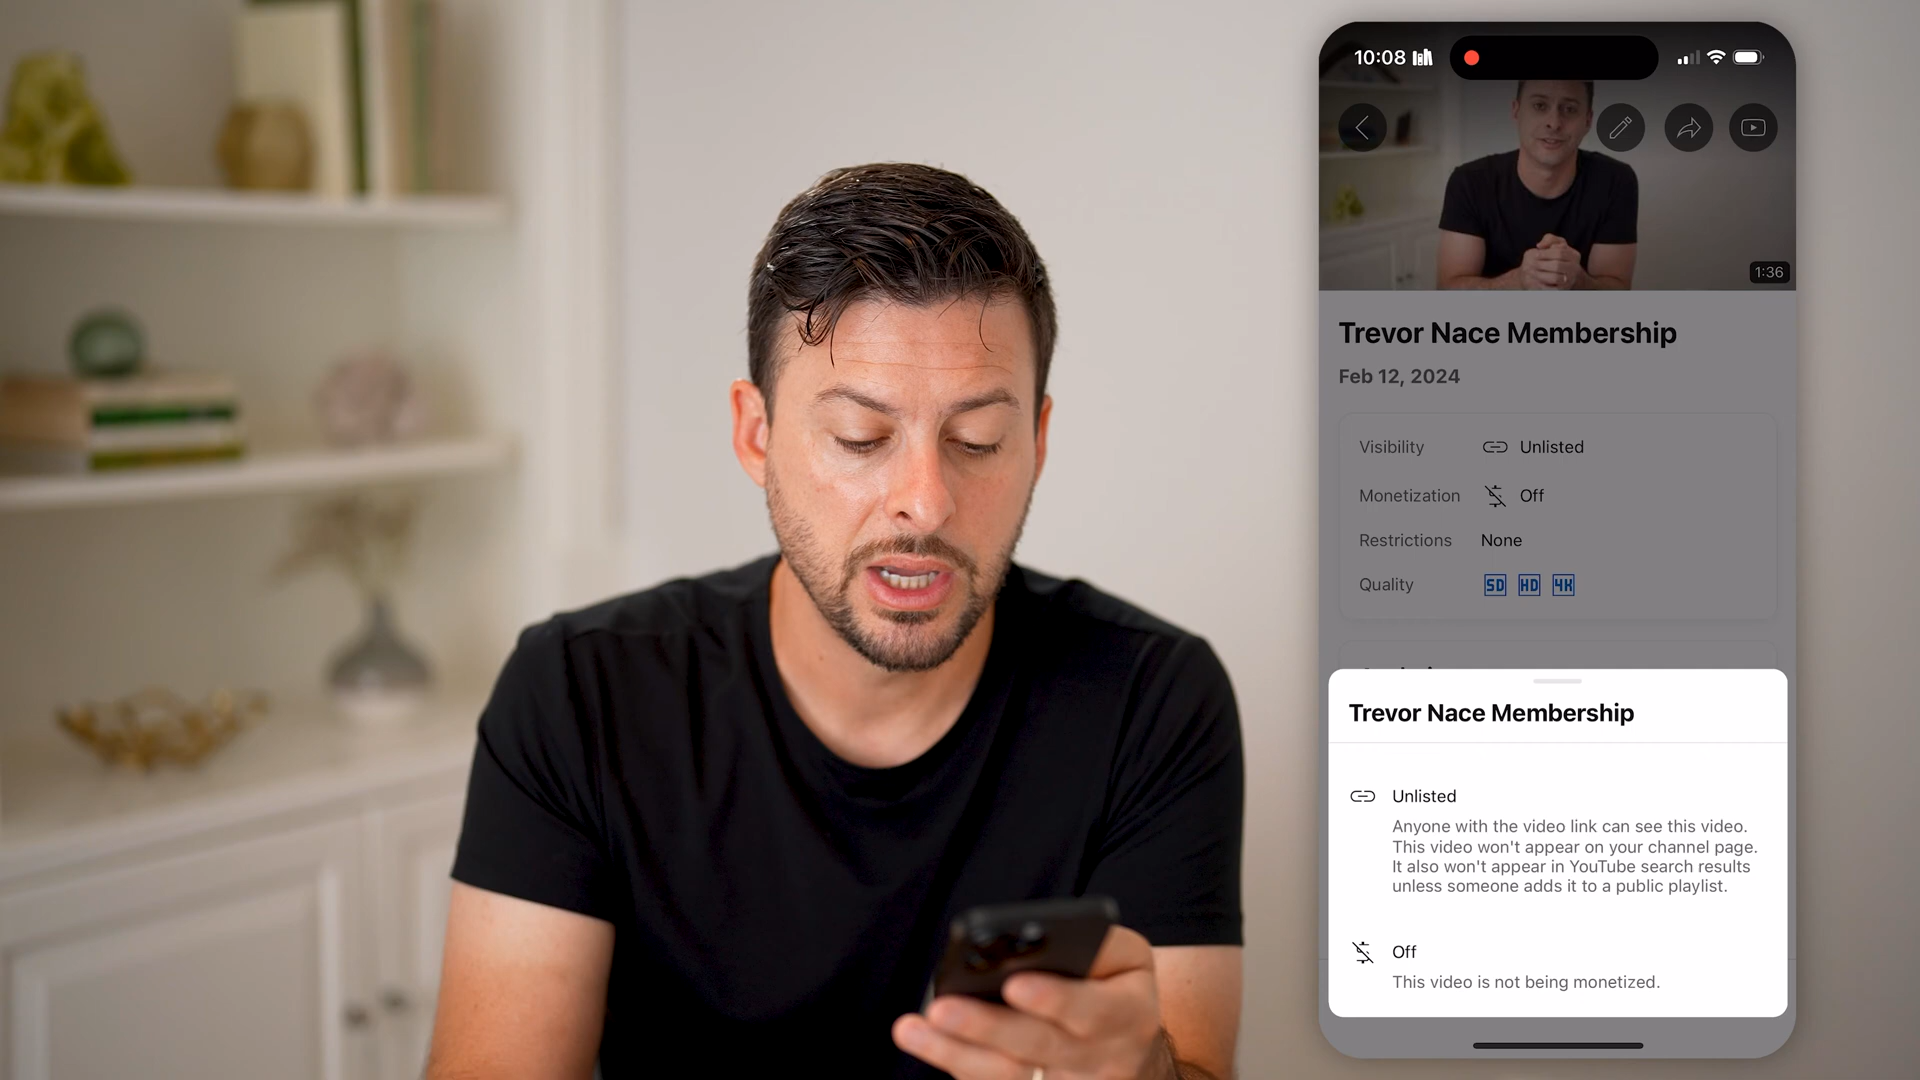 10:08
1:36
Trevor Nace Membership
Feb 12, 2024
Visibility Unlisted
Monetization Off
Restrictions None
Quality SD HD 4K
Trevor Nace Membership
Unlisted
Anyone with the video link can see this video.
This video won't appear on your channel page.
It also won't appear in YouTube search results
unless someone adds it to a public playlist.
Off
This video is not being monetized.